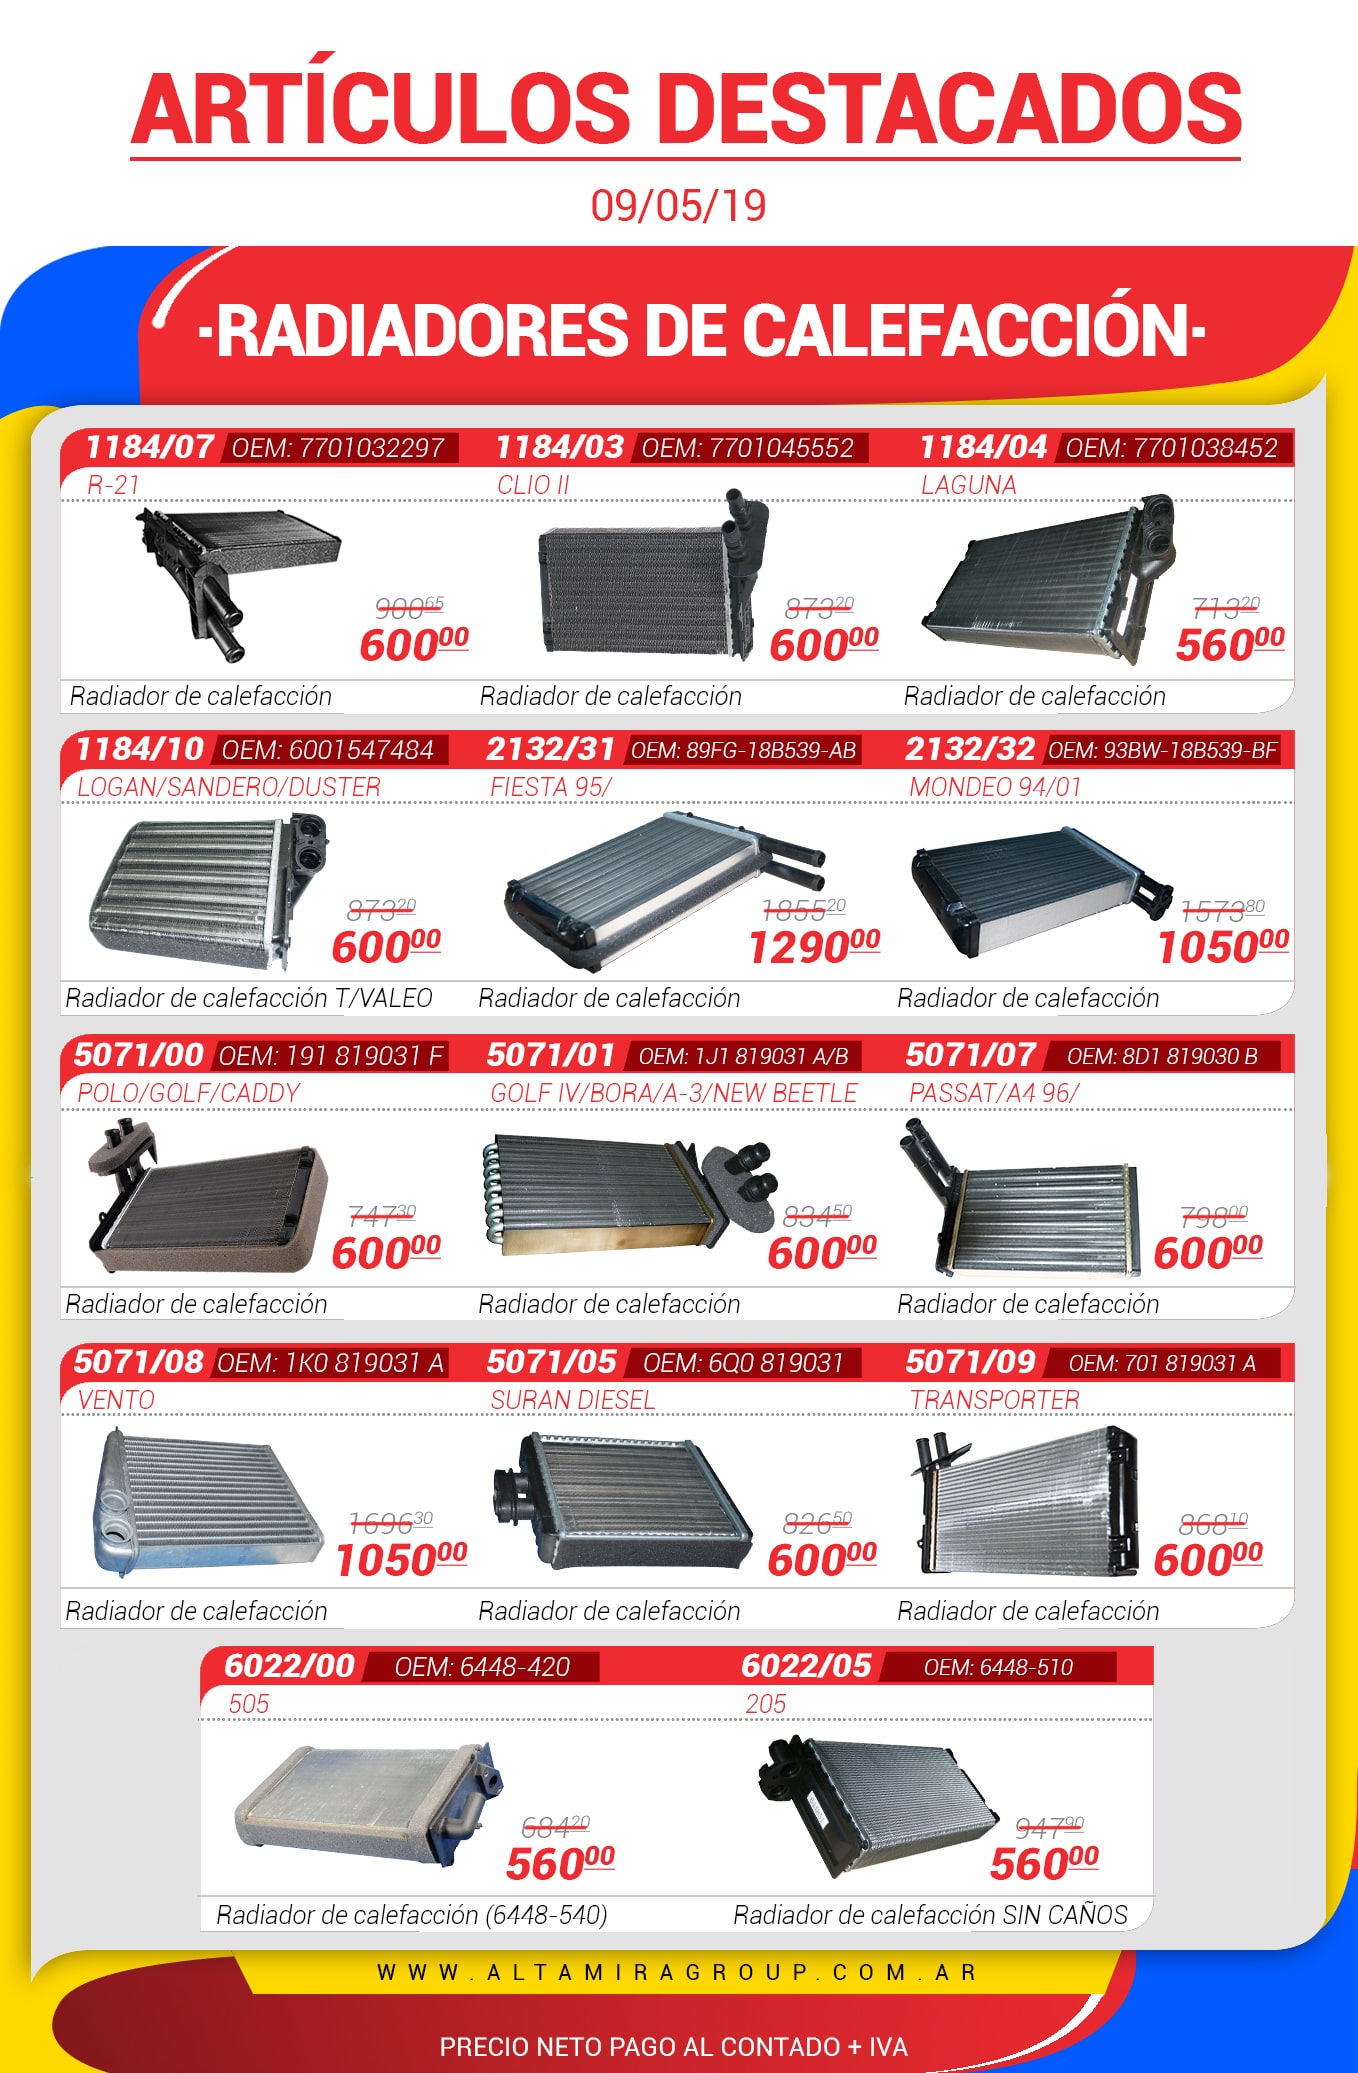 ARTÍCULOS DESTACADOS
09/05/19
-RADIADORES DE CALEFACCIÓN-
1184/07 OEM: 7701032297
R-21
90065
60000
Radiador de calefacción
1184/03 OEM: 7701045552
CLIO II
87320
60000
Radiador de calefacción
1184/04 OEM: 7701038452
LAGUNA
71320
56000
Radiador de calefacción
1184/10 OEM: 6001547484
LOGAN/SANDERO/DUSTER
87320
60000
Radiador de calefacción T/VALEO
2132/31 OEM: 89FG-18B539-AB
FIESTA 95/
185520
129000
Radiador de calefacción
2132/32 OEM: 93BW-18B539-BF
MONDEO 94/01
157380
105000
Radiador de calefacción
5071/00 OEM: 191 819031 F
POLO/GOLF/CADDY
74730
60000
Radiador de calefacción
5071/01 OEM: 1J1 819031 A/B
GOLF IV/BORA/A-3/NEW BEETLE
83450
60000
Radiador de calefacción
5071/07 OEM: 8D1 819030 B
PASSAT/A4 96/
79800
60000
Radiador de calefacción
5071/08 OEM: 1K0 819031 A
VENTO
169630
105000
Radiador de calefacción
5071/05 OEM: 6Q0 819031
SURAN DIESEL
82650
60000
Radiador de calefacción
5071/09 OEM: 701 819031 A
TRANSPORTER
86810
60000
Radiador de calefacción
6022/00 OEM: 6448-420
505
68420
56000
Radiador de calefacción (6448-540)
6022/05 OEM: 6448-510
205
94790
56000
Radiador de calefacción SIN CAÑOS
WWW.ALTAMIRAGROUP.COM.AR
PRECIO NETO PAGO AL CONTADO + IVA